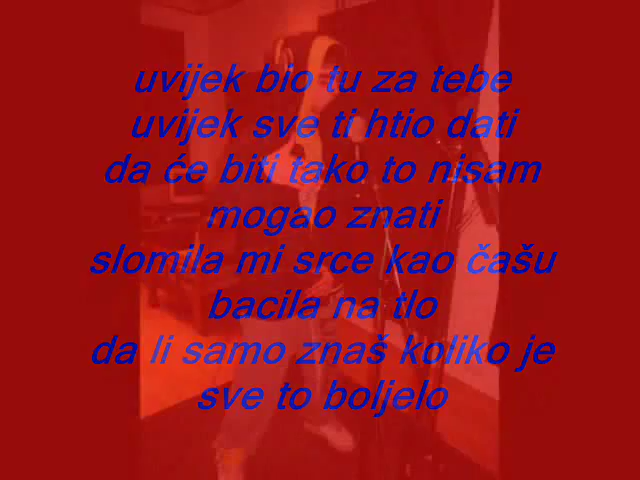 uvijek bio tu za tebe
uvijek sve ti htio dati
da će biti tako to nisam
mogao znati
slomila mi srce kao čašu
bacila na tlo
da li samo znaš koliko je
sve to boljelo